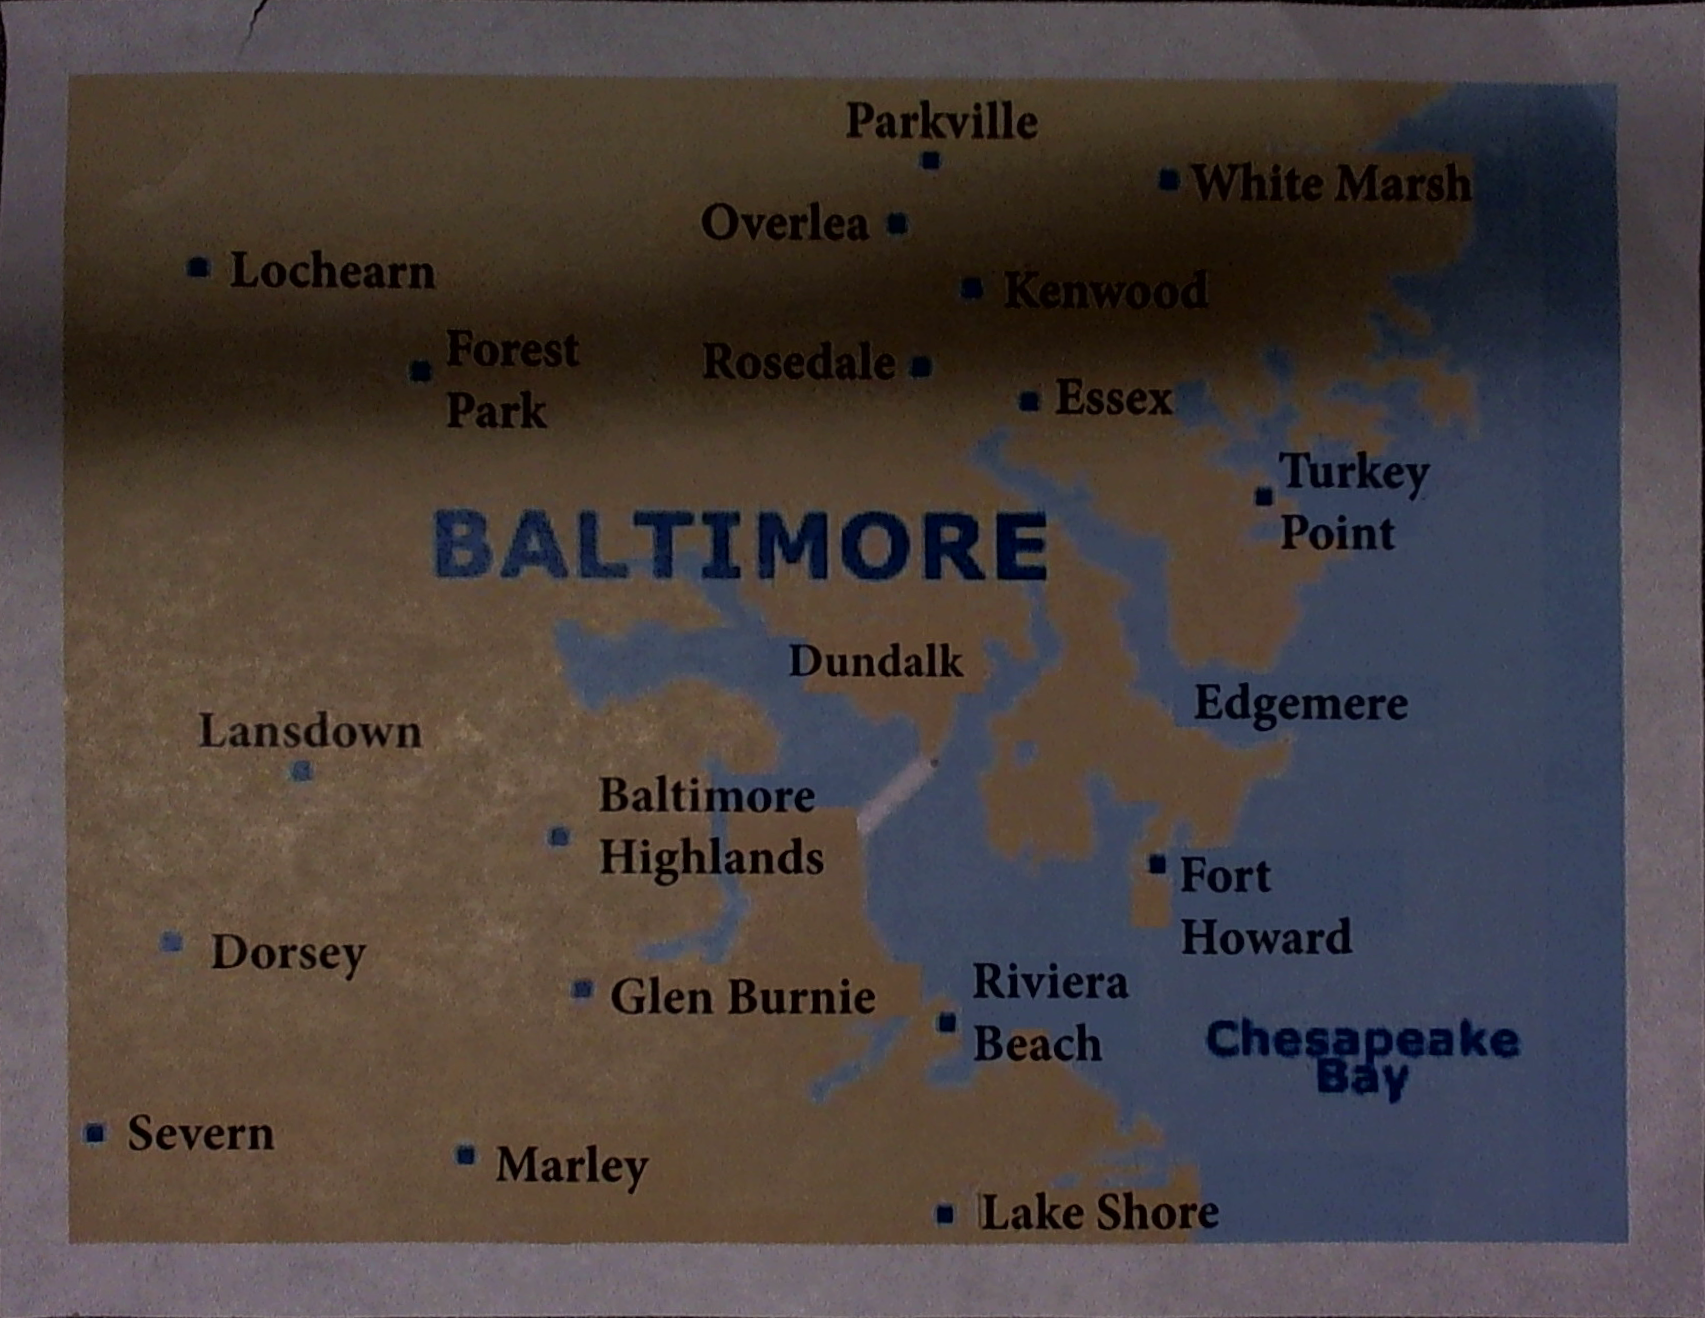 Parkville
White Marsh
Overlea
Lochearn
Kenwood
Forest
Park
Rosedale
Essex
Turkey
Point
BALTIMORE
Dundalk
Edgemere
Lansdown
Baltimore
Highlands
Fort
Howard
Dorsey
Glen Burnie
Riviera
Beach
Chesapeake
Bay
Severn
Marley
Lake Shore